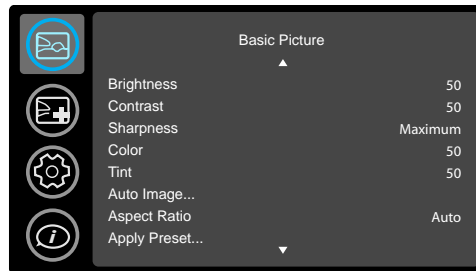 Basic Picture
Brightness 50
Contrast 50
Sharpness Maximum
Color 50
Tint 50
Auto Image...
Aspect Ratio Auto
Apply Preset...
i